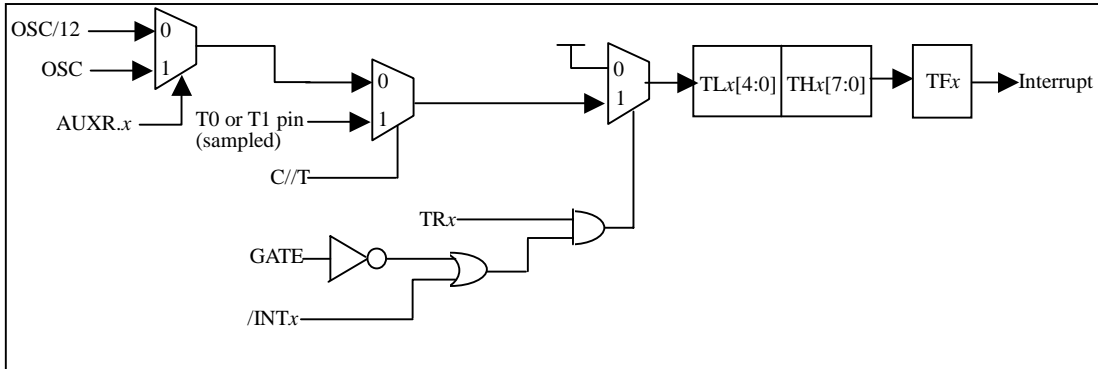 OSC/12
0
OSC
1
AUXR.x
0
T0 or T1 pin
1
(sampled)
C//T
0
1
TLx[4:0]
THx[7:0]
TFx
Interrupt
TRx
GATE
/INTx